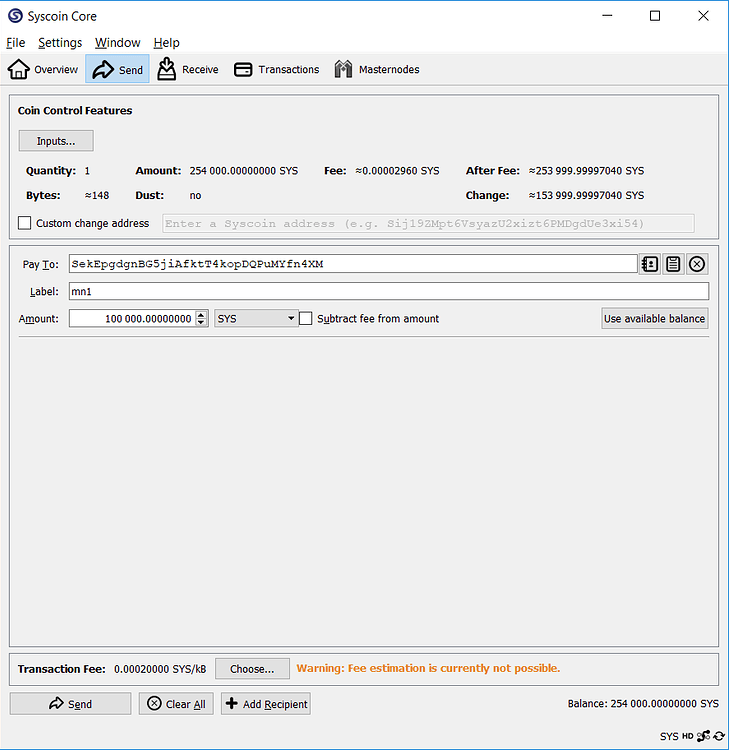 Syscoin Core
File Settings Window Help
Overview Send Receive Transactions Masternodes
Coin Control Features
Inputs...
Quantity: 1 Amount: 254 000.00000000 SYS Fee: ≈0.00002960 SYS After Fee: ≈253 999.99997040 SYS
Bytes: ≈148 Dust: no Change: ≈153 999.99997040 SYS
Custom change address Enter a Syscoin address (e.g. Sij19ZMpt6VsyazU2xizt6PMDgdUe3xi54)
Pay To: SekEpgdgnBG5jiAfktT4kopDQPuMYfn4XM
Label: mn1
Amount: 100 000.00000000 SYS Subtract fee from amount Use available balance
Transaction Fee: 0.00020000 SYS/kB Choose... Warning: Fee estimation is currently not possible.
Send Clear All Add Recipient Balance: 254 000.00000000 SYS
SYS HD